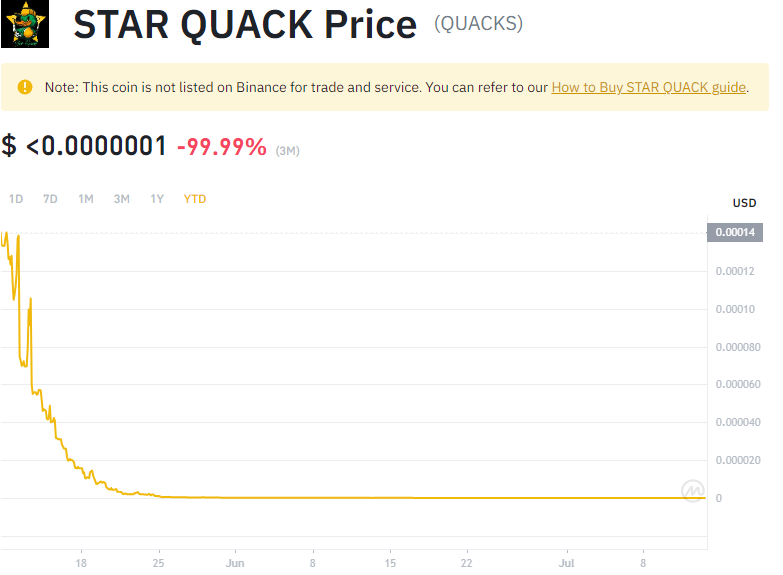 STAR QUACK Price (QUACKS)
Note: This coin is not listed on Binance for trade and service. You can refer to our How to Buy STAR QUACK guide.
$ <0.0000001 -99.99% (3M)
1D 7D 1M 3M 1Y YTD
USD
0.00014
0.00012
0.00010
0.000080
0.000060
0.000040
0.000020
0
18 25 Jun 8 15 22 Jul 8